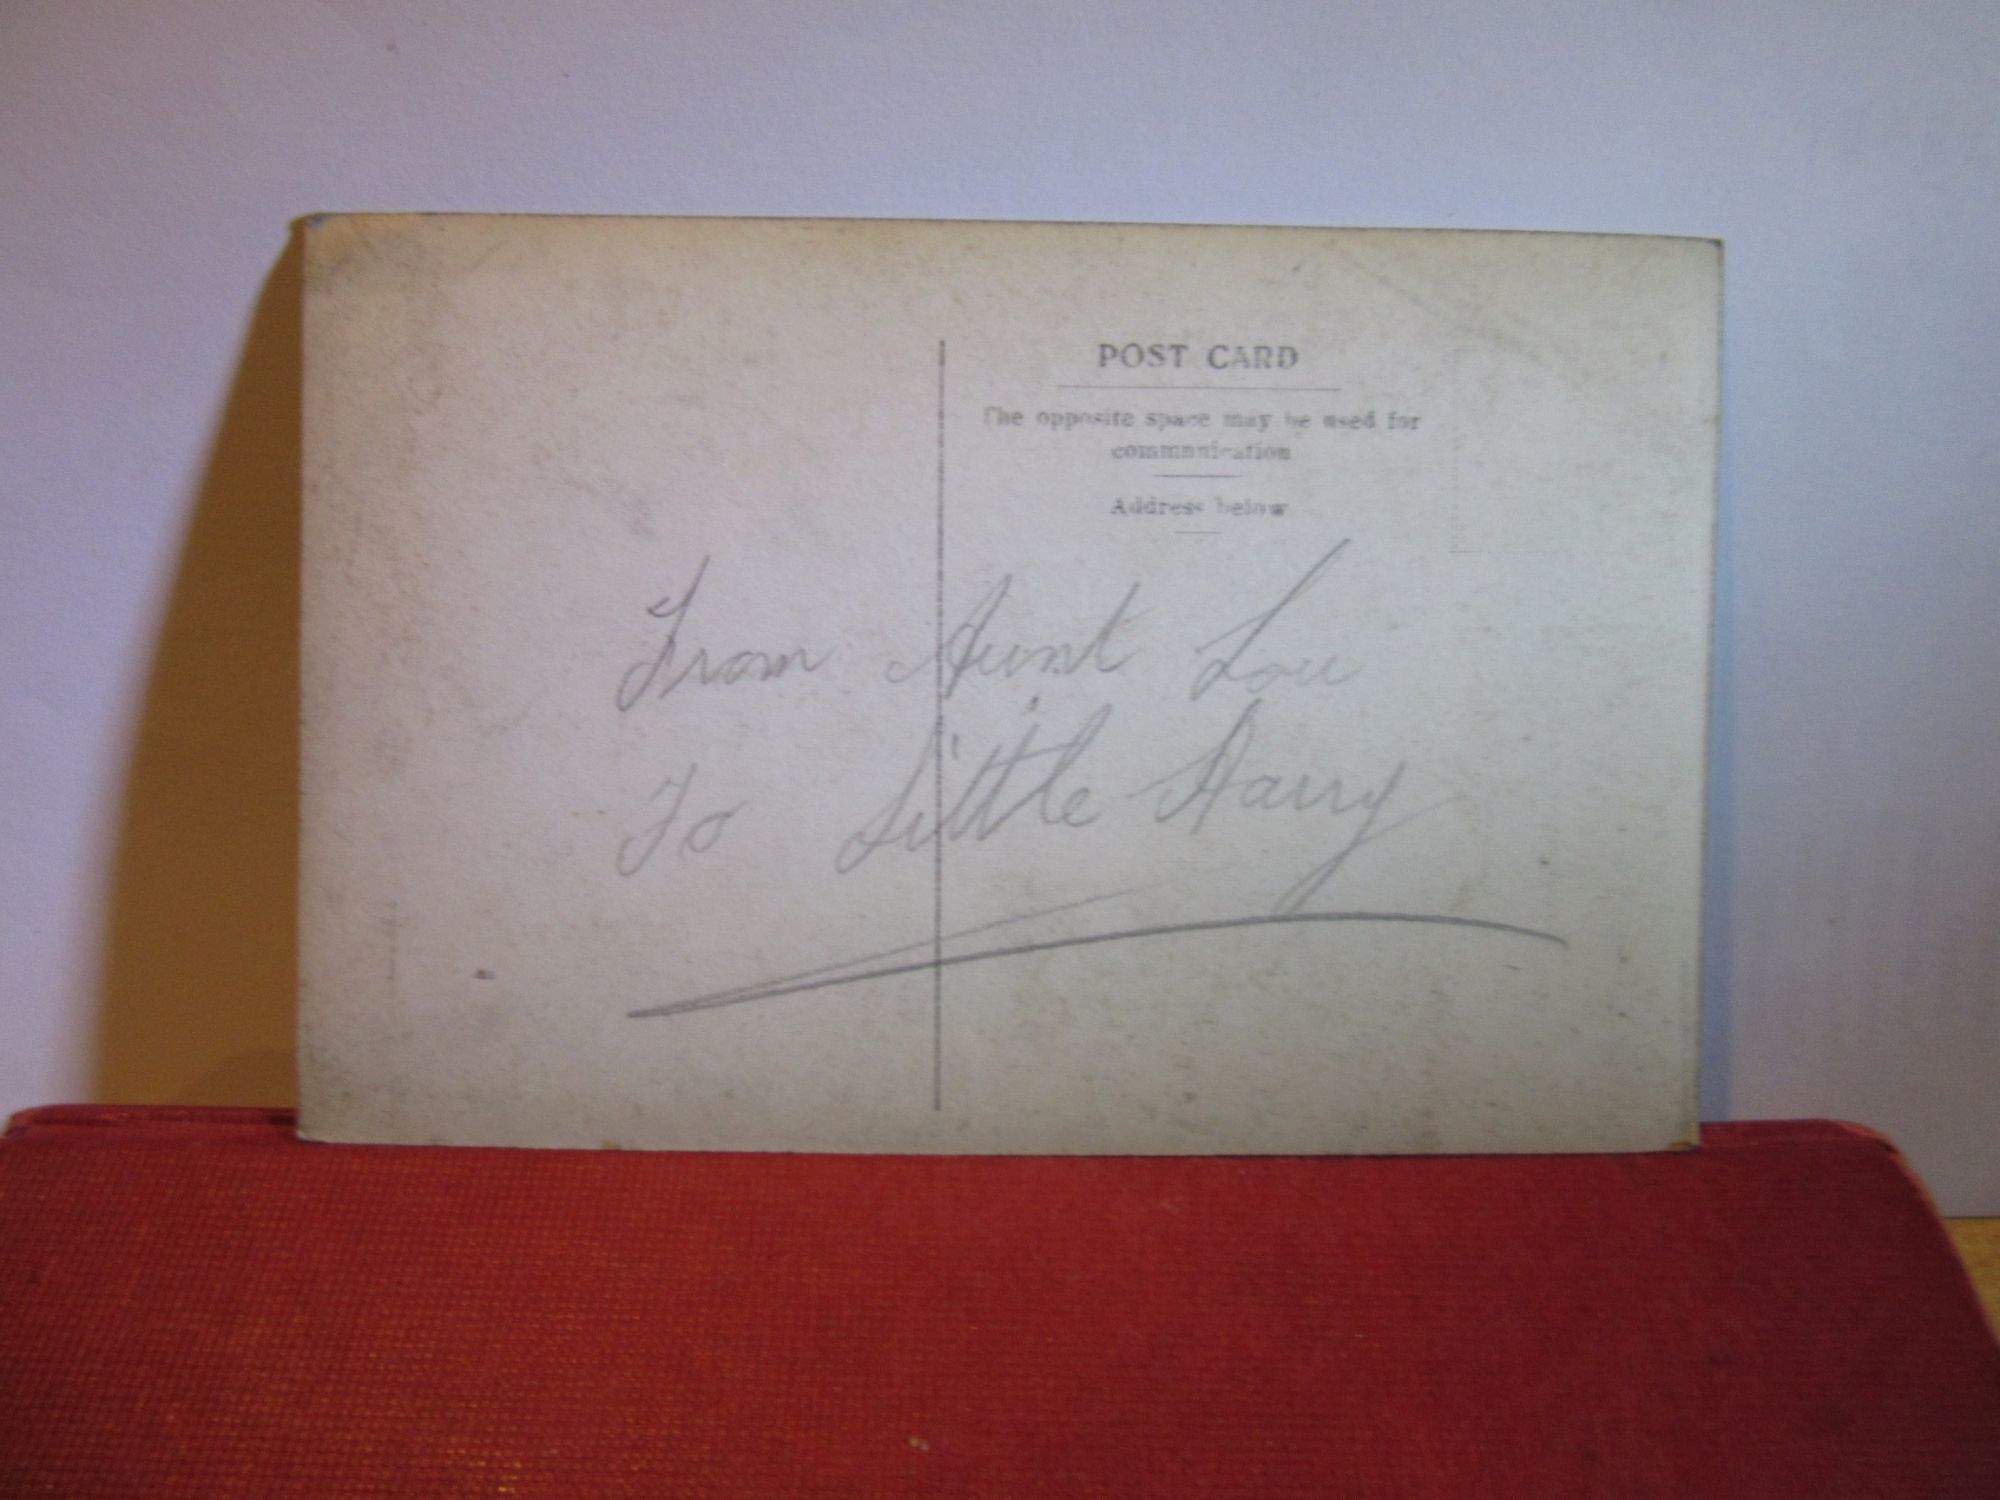 POST CARD
The opposite space may be used for
communication
Address below
From Aunt Lou
To Little Harry